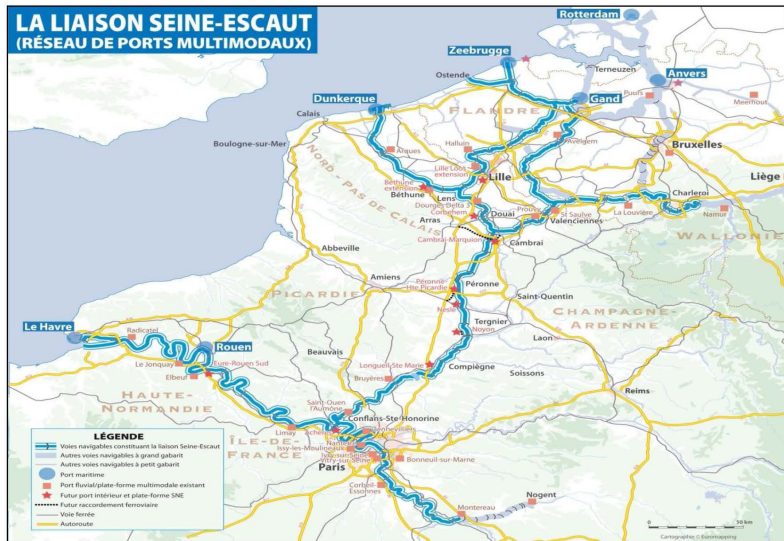 LA LIAISON SEINE-ESCAUT
(RÉSEAU DE PORTS MULTIMODAUX)
Rotterdam
Zeebrugge
Ostende
Terneuzen
Anvers
Dunkerque
Gand
Puurs
Meerhout
Calais
FLANDRE
Boulogne-sur-Mer
Arques
Halluin
Avelgem
Bruxelles
Lille Loos
extension
Lille
Liège
NORD - PAS DE CALAIS
Béthune
extension
Béthune
Lens
Dourges Delta 3
Corbehem
Douai
Prouvy
St Saulve
Valenciennes
La Louvière
Charleroi
Namur
Arras
WALLONIE
Cambrai-Marquion
Cambrai
Abbeville
Amiens
Péronne
Hte Picardie
Péronne
PICARDIE
Nesle
Saint-Quentin
CHAMPAGNE
ARDENNE
Le Havre
Radicatel
Rouen
Tergnier
Noyon
Laon
Beauvais
Le Jonquay
Eure-Rouen Sud
Elbeuf
Longueil-Ste Marie
Compiègne
Soissons
Bruyères
HAUTE-
NORMANDIE
Reims
Saint-Ouen
l'Aumône
Conflans-Ste-Honorine
Limay
Achères
Gennevilliers
ÎLE-DE-
FRANCE
Nanterre
Issy-les-Moulineaux
Vitry-sur-Seine
Paris
Bonneuil-sur-Marne
Corbeil-
Essonnes
Montereau
Nogent
LÉGENDE
Voies navigables constituant la liaison Seine-Escaut
Autres voies navigables à grand gabarit
Autres voies navigables à petit gabarit
Port maritime
Port fluvial/plate-forme multimodale existant
Futur port intérieur et plate-forme SNE
Futur raccordement ferroviaire
Voie ferrée
Autoroute
0
50 km
Cartographie © Euromapping